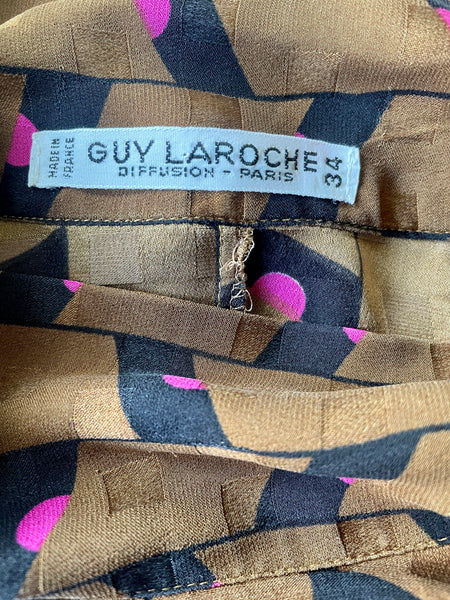 MADE IN
FRANCE
GUY LAROCHE
DIFFUSION - PARIS
34